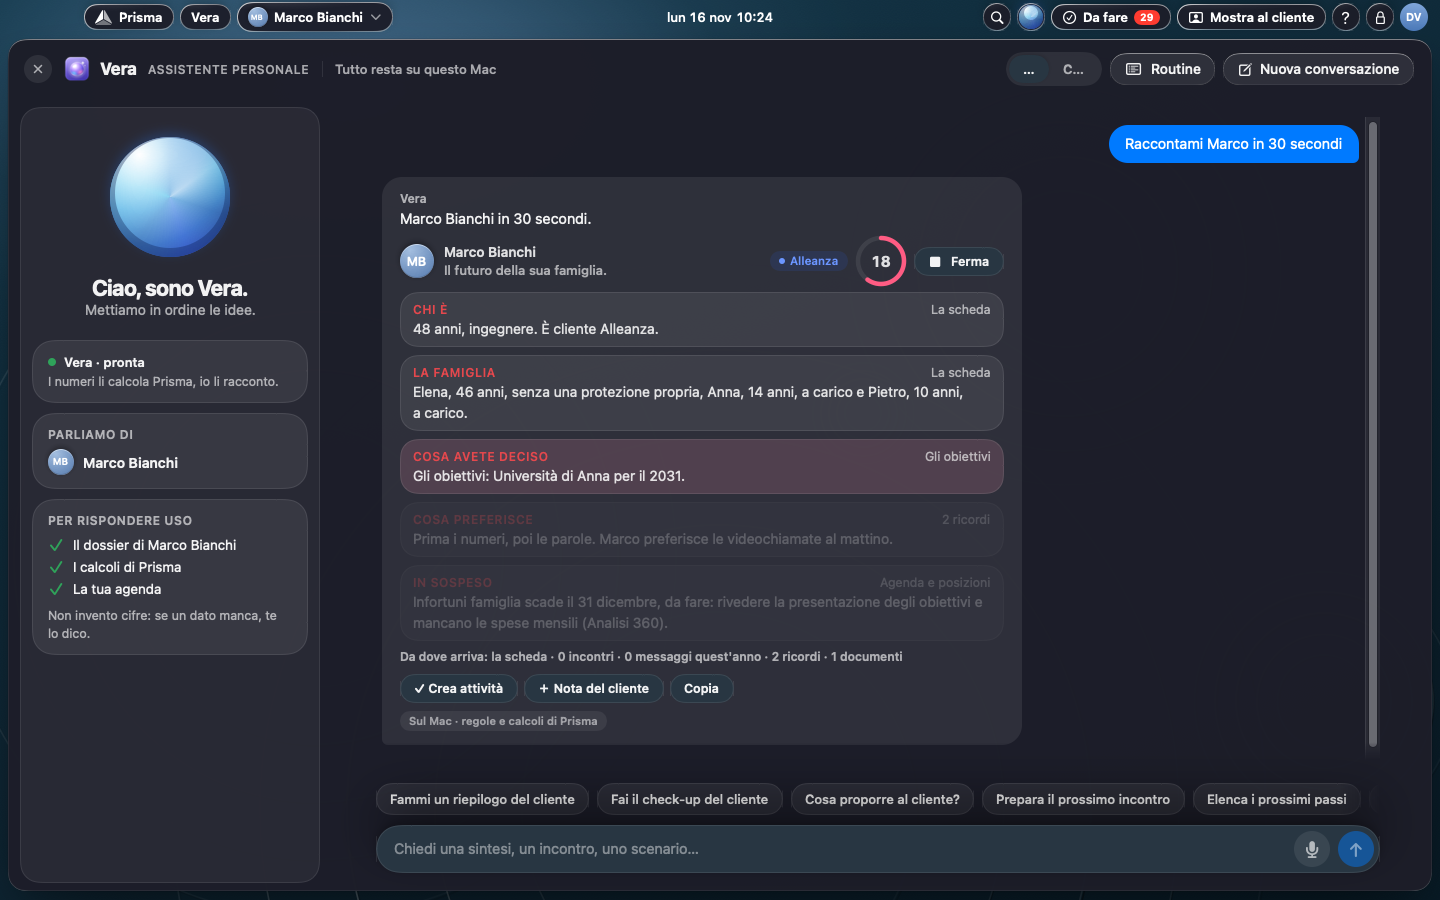 Prisma
Vera
MB Marco Bianchi
lun 16 nov 10:24
Da fare 29
Mostra al cliente
?
DV
Vera ASSISTENTE PERSONALE
Tutto resta su questo Mac
...
C...
Routine
Nuova conversazione
Ciao, sono Vera.
Mettiamo in ordine le idee.
Vera · pronta
I numeri li calcola Prisma, io li racconto.
PARLIAMO DI
MB Marco Bianchi
PER RISPONDERE USO
Il dossier di Marco Bianchi
I calcoli di Prisma
La tua agenda
Non invento cifre: se un dato manca, te
lo dico.
Raccontami Marco in 30 secondi
Vera
Marco Bianchi in 30 secondi.
MB
Marco Bianchi
Il futuro della sua famiglia.
Alleanza
18
Ferma
CHI È
La scheda
48 anni, ingegnere. È cliente Alleanza.
LA FAMIGLIA
La scheda
Elena, 46 anni, senza una protezione propria, Anna, 14 anni, a carico e Pietro, 10 anni,
a carico.
COSA AVETE DECISO
Gli obiettivi
Gli obiettivi: Università di Anna per il 2031.
COSA PREFERISCE
2 ricordi
Prima i numeri, poi le parole. Marco preferisce le videochiamate al mattino.
IN SOSPESO
Agenda e posizioni
Infortuni famiglia scade il 31 dicembre, da fare: rivedere la presentazione degli obiettivi e
mancano le spese mensili (Analisi 360).
Da dove arriva: la scheda · 0 incontri · 0 messaggi quest'anno · 2 ricordi · 1 documenti
Crea attività
+ Nota del cliente
Copia
Sul Mac · regole e calcoli di Prisma
Fammi un riepilogo del cliente
Fai il check-up del cliente
Cosa proporre al cliente?
Prepara il prossimo incontro
Elenca i prossimi passi
Chiedi una sintesi, un incontro, uno scenario...